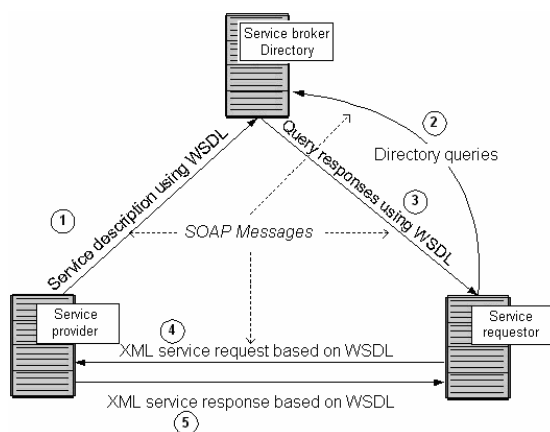 Service broker
Directory
2
Directory queries
Query responses using WSDL
3
1
Service description using WSDL
SOAP Messages
Service
provider
Service
requestor
4
XML service request based on WSDL
XML service response based on WSDL
5